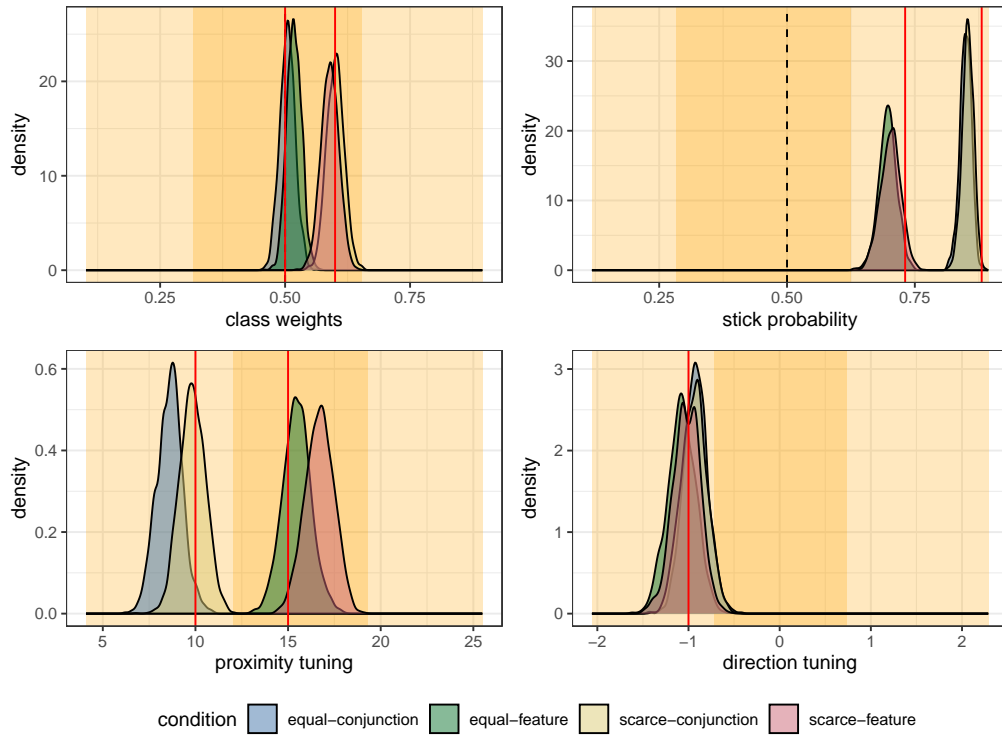 density
20
10
0
0.25 0.50 0.75
class weights
density
30
20
10
0
0.25 0.50 0.75
stick probability
density
0.6
0.4
0.2
0.0
5 10 15 20 25
proximity tuning
density
3
2
1
0
−2 −1 0 1 2
direction tuning
condition equal−conjunction equal−feature scarce−conjunction scarce−feature